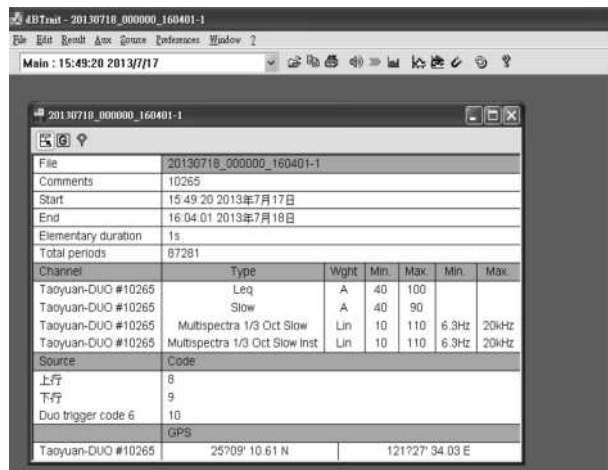 dBTrait - 20130718_000000_160401-1
File Edit Result Aux Source Preferences Window ?
Main : 15:49:20 2013/7/17
20130718_000000_160401-1
G
File 20130718_000000_160401-1
Comments 10265
Start 15:49:20 2013年7月17日
End 16:04:01 2013年7月18日
Elementary duration 1s
Total periods 87281
Channel Type Wght Min. Max. Min. Max.
Taoyuan-DUO #10265 Leq A 40 100
Taoyuan-DUO #10265 Slow A 40 90
Taoyuan-DUO #10265 Multispectra 1/3 Oct Slow Lin 10 110 6.3Hz 20kHz
Taoyuan-DUO #10265 Multispectra 1/3 Oct Slow Inst Lin 10 110 6.3Hz 20kHz
Source Code
上行 8
下行 9
Duo trigger code 6 10
GPS
Taoyuan-DUO #10265 25?09' 10.61 N 121?27' 34.03 E